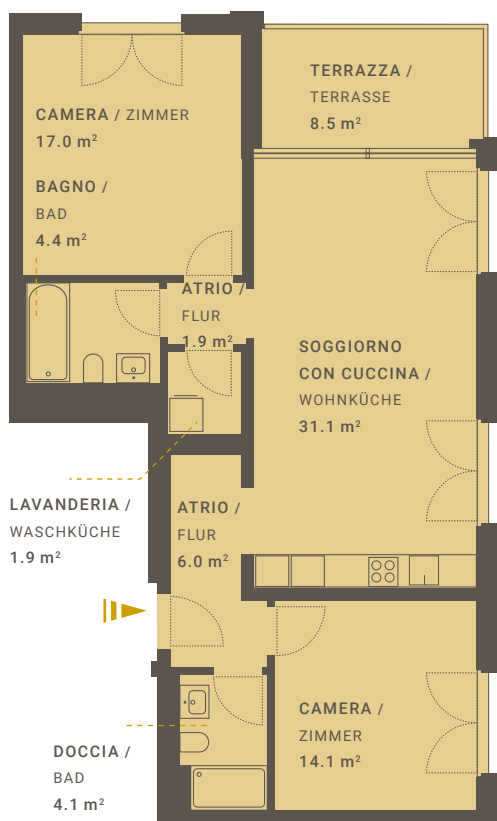 TERRAZZA /
TERRASSE
8.5 m²
CAMERA / ZIMMER
17.0 m²
BAGNO /
BAD
4.4 m²
ATRIO /
FLUR
1.9 m²
SOGGIORNO
CON CUCCINA /
WOHNKÜCHE
31.1 m²
LAVANDERIA /
WASCHKÜCHE
1.9 m²
ATRIO /
FLUR
6.0 m²
CAMERA /
ZIMMER
14.1 m²
DOCCIA /
BAD
4.1 m²